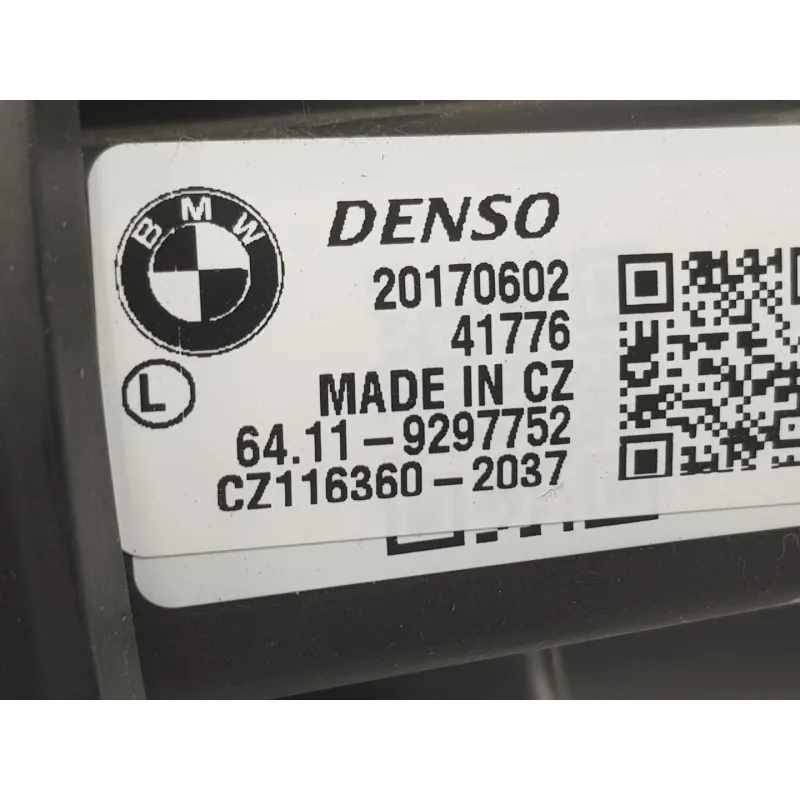 BMW
DENSO
20170602
41776
L
MADE IN CZ
64.11-9297752
CZ116360-2037